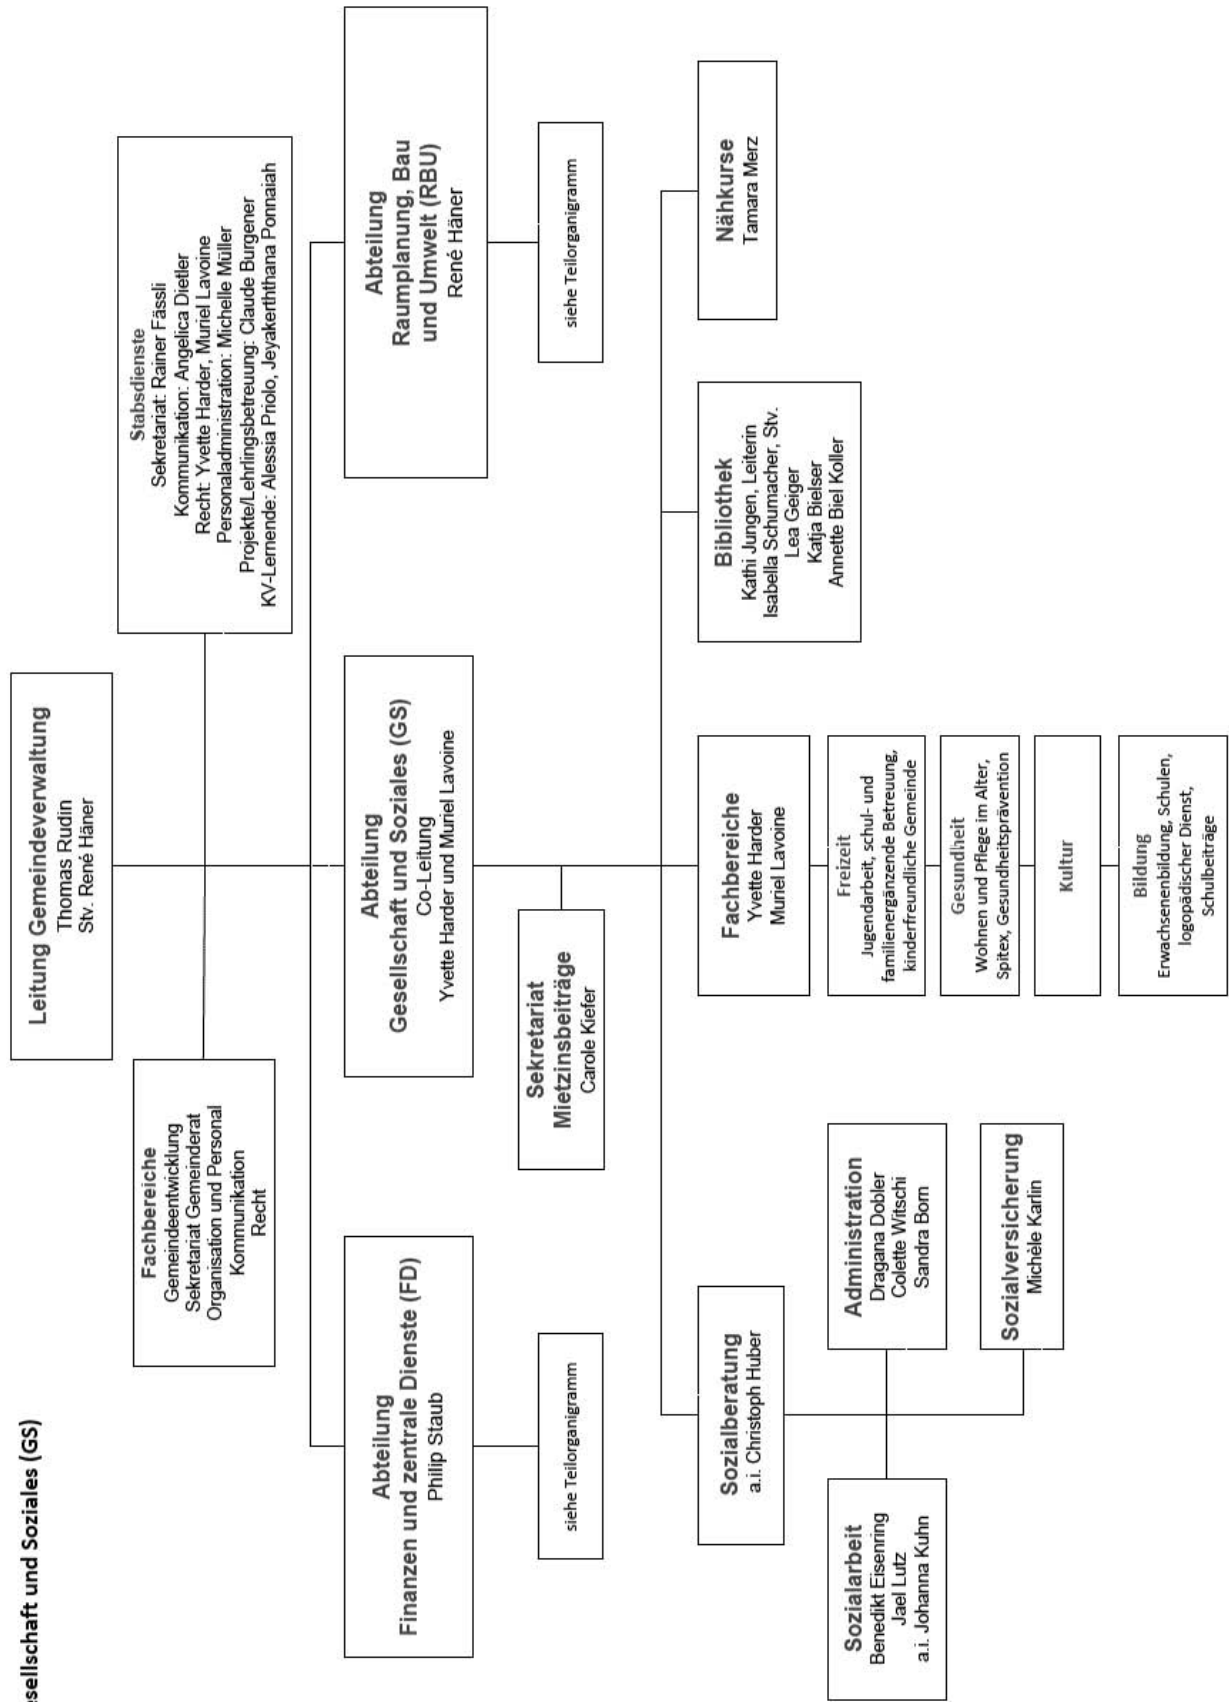 esellschaft und Soziales (GS)
Leitung Gemeindeverwaltung
Thomas Rudin
Stv. René Häner
Fachbereiche
Gemeindeentwicklung
Sekretariat Gemeinderat
Organisation und Personal
Kommunikation
Recht
Stabsdienste
Sekretariat: Rainer Fässli
Kommunikation: Angelica Dietler
Recht: Yvette Harder, Muriel Lavoine
Personaladministration: Michelle Müller
Projekte/Lehrlingsbetreuung: Claude Burgener
KV-Lernende: Alessia Priolo, Jeyakerththana Ponnaiah
Abteilung
Finanzen und zentrale Dienste (FD)
Philip Staub
Abteilung
Gesellschaft und Soziales (GS)
Co-Leitung
Yvette Harder und Muriel Lavoine
Abteilung
Raumplanung, Bau
und Umwelt (RBU)
René Häner
siehe Teilorganigramm
Sekretariat
Mietzinsbeiträge
Carole Kiefer
siehe Teilorganigramm
Sozialberatung
a.i. Christoph Huber
Fachbereiche
Yvette Harder
Muriel Lavoine
Bibliothek
Kathi Jungen, Leiterin
Isabella Schumacher, Stv.
Lea Geiger
Katja Bielser
Annette Biel Koller
Nähkurse
Tamara Merz
Sozialarbeit
Benedikt Eisenring
Jael Lutz
a.i. Johanna Kuhn
Administration
Dragana Dobler
Colette Witschi
Sandra Born
Sozialversicherung
Michèle Karlin
Freizeit
Jugendarbeit, schul- und
familienergänzende Betreuung,
kinderfreundliche Gemeinde
Gesundheit
Wohnen und Pflege im Alter,
Spitex, Gesundheitsprävention
Kultur
Bildung
Erwachsenenbildung, Schulen,
logopädischer Dienst,
Schulbeiträge